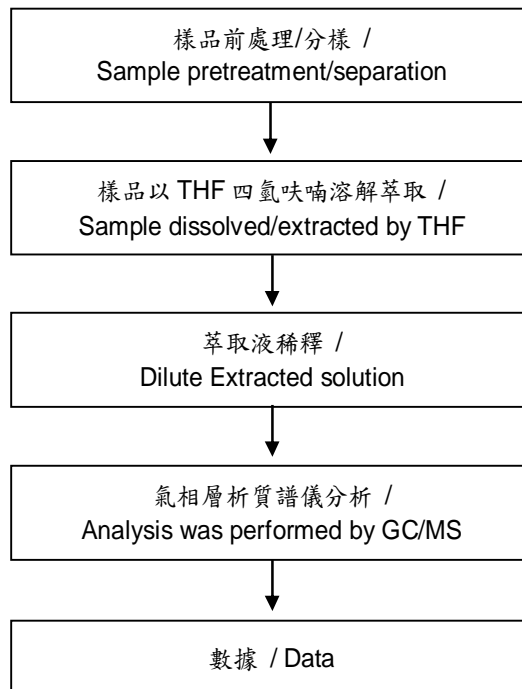 樣品前處理/分樣 /
Sample pretreatment/separation
樣品以 THF 四氫呋喃溶解萃取 /
Sample dissolved/extracted by THF
萃取液稀釋 /
Dilute Extracted solution
氣相層析質譜儀分析 /
Analysis was performed by GC/MS
數據 / Data